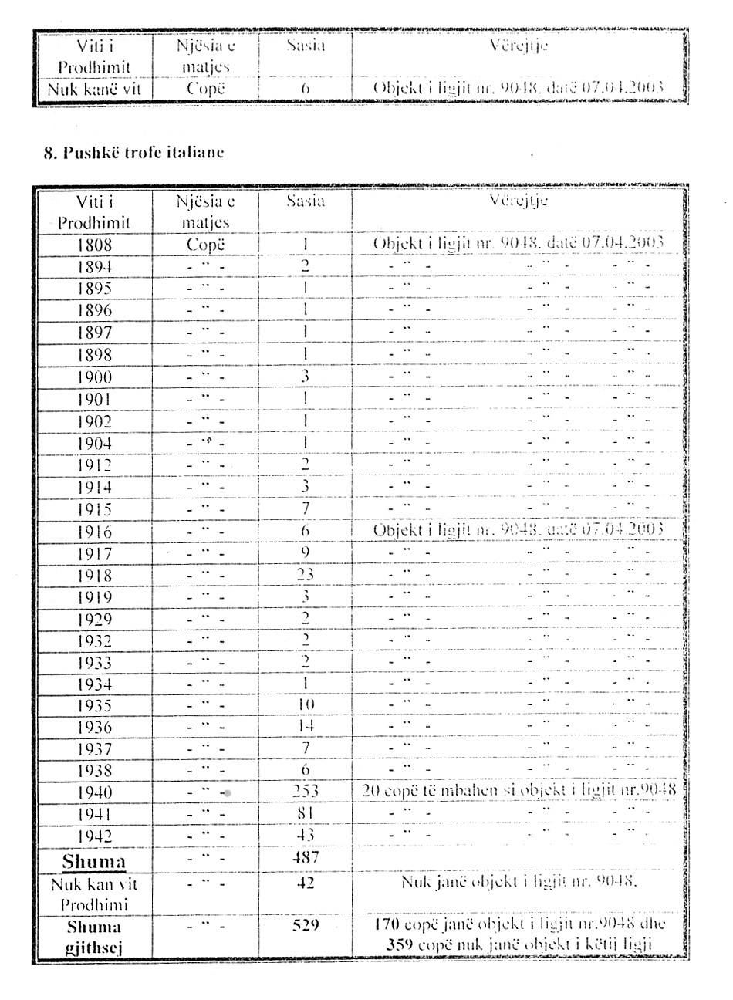 Viti i Njësia e Sasia Vërejtje
Prodhimit matjes
Nuk kanë vit Copë 6 Objekt i ligjit nr. 9048, datë 07.04.2003
8. Pushkë trofe italiane
Viti i Njësia e Sasia Vërejtje
Prodhimit matjes
1808 Copë 1 Objekt i ligjit nr. 9048, datë 07.04.2003
1894 - " - 2 - " - - " - - " -
1895 - " - 1 - " - - " - - " -
1896 - " - 1 - " - - " - - " -
1897 - " - 1 - " - - " - - " -
1898 - " - 1 - " - - " - - " -
1900 - " - 3 - " - - " - - " -
1901 - " - 1 - " - - " - - " -
1902 - " - 1 - " - - " - - " -
1904 - " - 1 - " - - " - - " -
1912 - " - 2 - " - - " - - " -
1914 - " - 3 - " - - " - - " -
1915 - " - 7 - " - - " - - " -
1916 - " - 6 Objekt i ligjit nr. 9048, datë 07.04.2003
1917 - " - 9 - " - - " - - " -
1918 - " - 23 - " - - " - - " -
1919 - " - 3 - " - - " - - " -
1929 - " - 2 - " - - " - - " -
1932 - " - 2 - " - - " - - " -
1933 - " - 2 - " - - " - - " -
1934 - " - 1 - " - - " - - " -
1935 - " - 10 - " - - " - - " -
1936 - " - 14 - " - - " - - " -
1937 - " - 7 - " - - " - - " -
1938 - " - 6 - " - - " - - " -
1940 - " - 253 20 copë të mbahen si objekt i ligjit nr.9048
1941 - " - 81 - " - - " - - " -
1942 - " - 43 - " - - " - - " -
Shuma - " - 487
Nuk kan vit - " - 42 Nuk janë objekt i ligjit nr. 9048.
Prodhimi
Shuma - " - 529 170 copë janë objekt i ligjit nr.9048 dhe
gjithsej 359 copë nuk janë objekt i këtij ligji